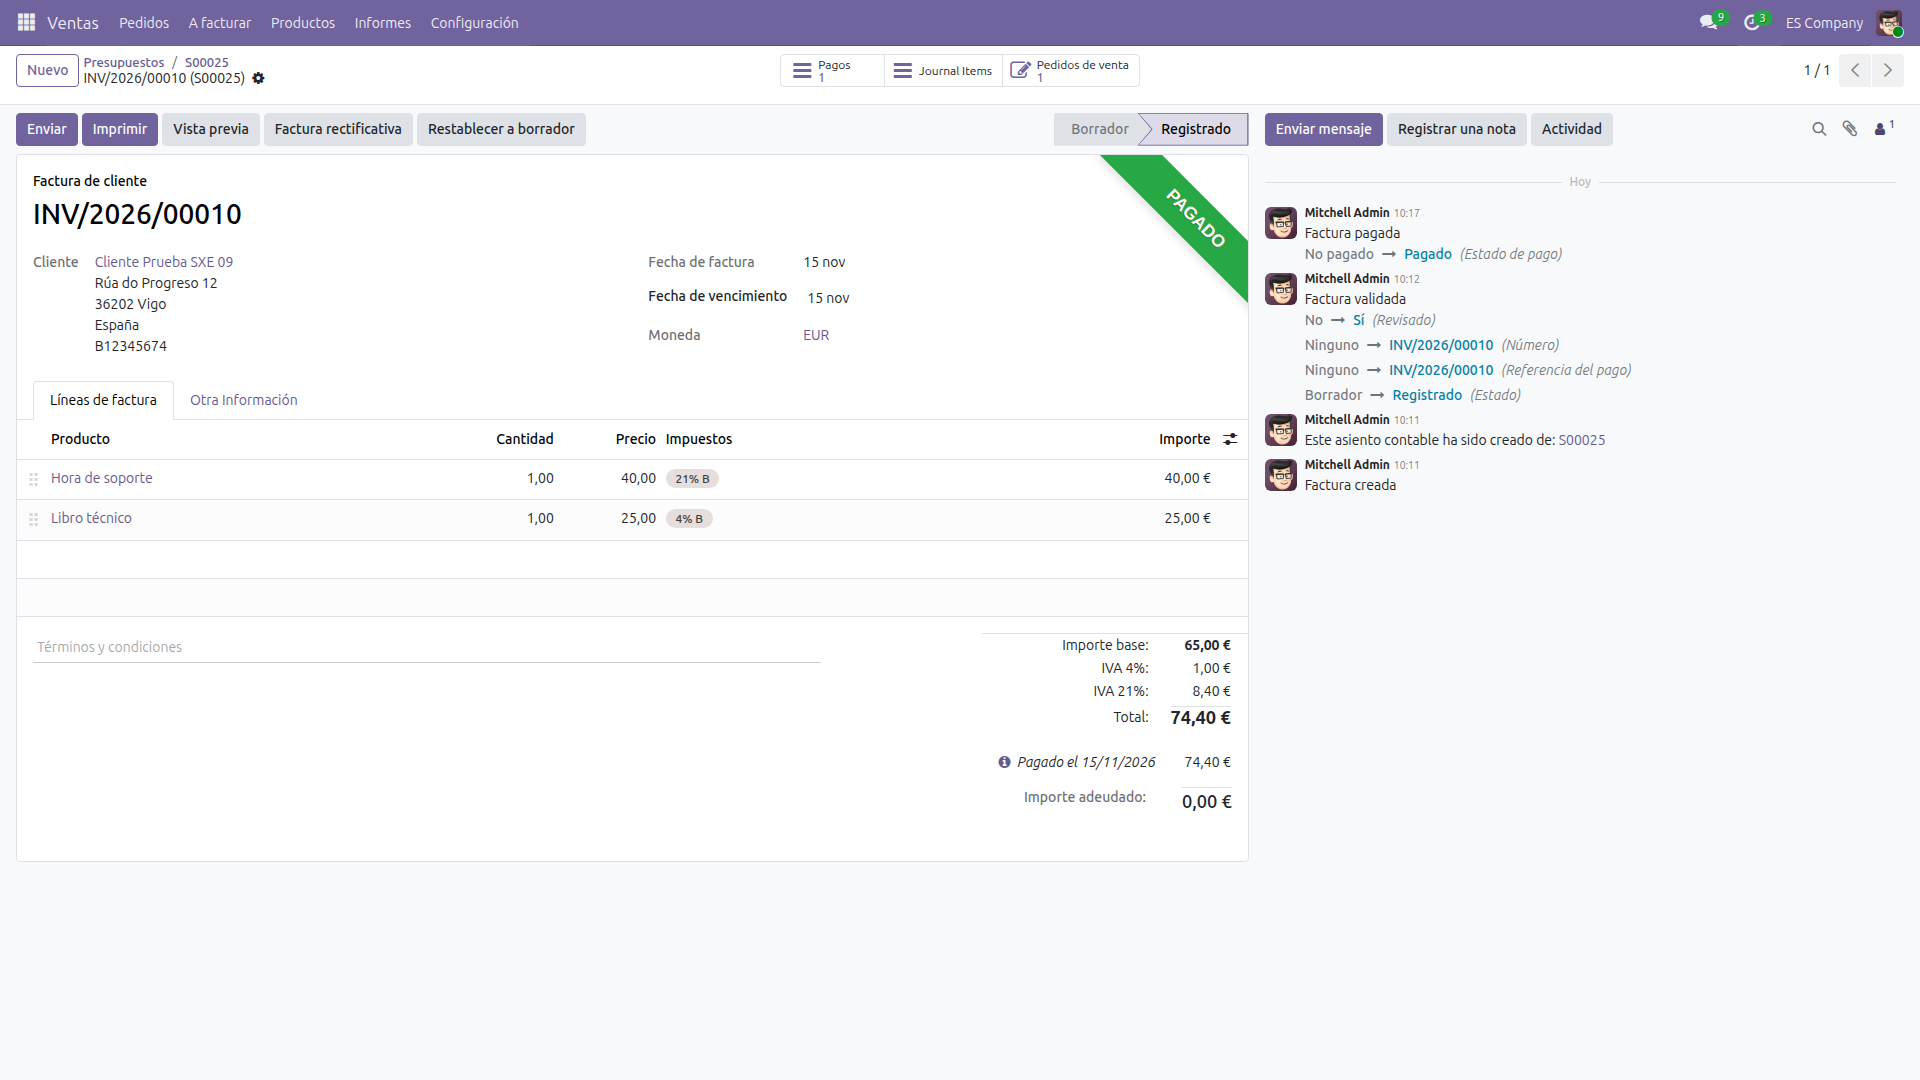 Ventas Pedidos A facturar Productos Informes Configuración 9 3 ES Company
Nuevo Presupuestos / S00025
INV/2026/00010 (S00025)
Pagos 1 Journal Items Pedidos de venta 1
1 / 1
Enviar Imprimir Vista previa Factura rectificativa Restablecer a borrador Borrador Registrado
Enviar mensaje Registrar una nota Actividad 1
Factura de cliente
INV/2026/00010
PAGADO
Cliente Cliente Prueba SXE 09
Rúa do Progreso 12
36202 Vigo
España
B12345674
Fecha de factura 15 nov
Fecha de vencimiento 15 nov
Moneda EUR
Líneas de factura Otra Información
Producto Cantidad Precio Impuestos Importe
Hora de soporte 1,00 40,00 21% B 40,00 €
Libro técnico 1,00 25,00 4% B 25,00 €
Términos y condiciones
Importe base: 65,00 €
IVA 4%: 1,00 €
IVA 21%: 8,40 €
Total: 74,40 €
Pagado el 15/11/2026 74,40 €
Importe adeudado: 0,00 €
Hoy
Mitchell Admin 10:17
Factura pagada
No pagado → Pagado (Estado de pago)
Mitchell Admin 10:12
Factura validada
No → Sí (Revisado)
Ninguno → INV/2026/00010 (Número)
Ninguno → INV/2026/00010 (Referencia del pago)
Borrador → Registrado (Estado)
Mitchell Admin 10:11
Este asiento contable ha sido creado de: S00025
Mitchell Admin 10:11
Factura creada